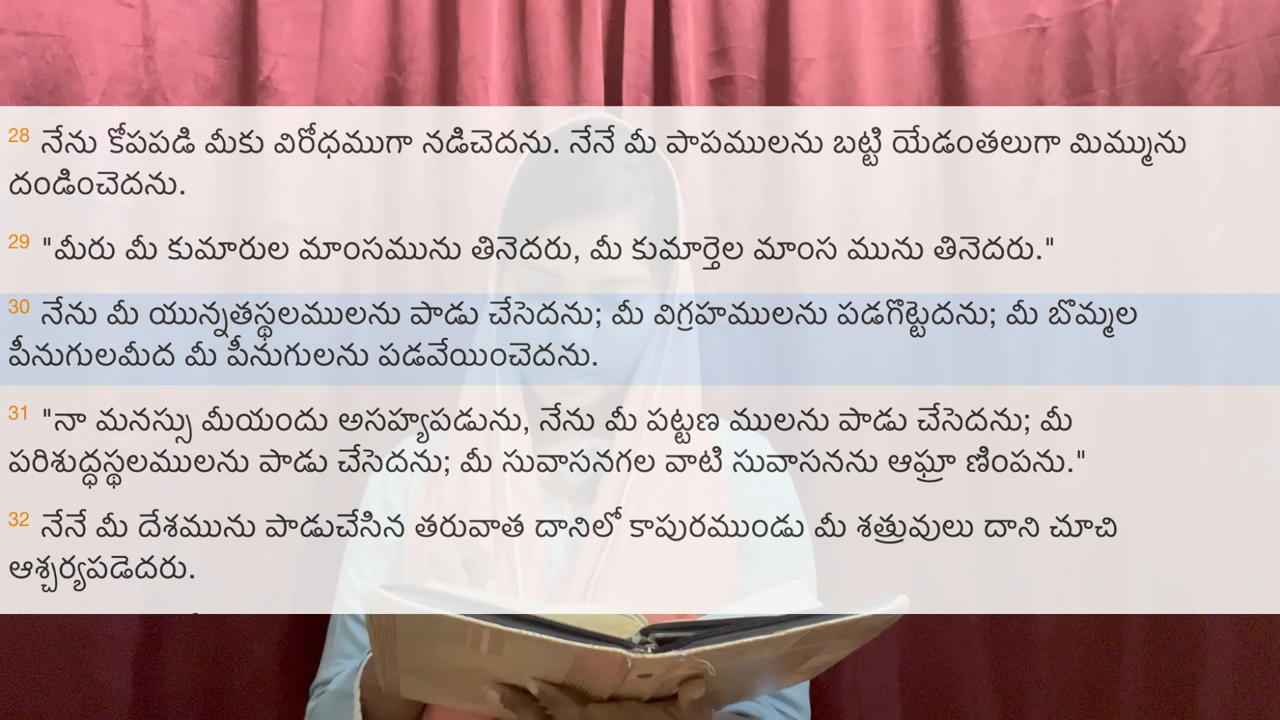 28 నేను కోపపడి మీకు విరోధముగా నడిచెదను. నేనే మీ పాపములను బట్టి యేడంతలుగా మిమ్మును
దండించెదను.
29 "మీరు మీ కుమారుల మాంసమును తినెదరు, మీ కుమార్తెల మాంస మును తినెదరు."
30 నేను మీ యున్నతస్థలములను పాడు చేసెదను; మీ విగ్రహములను పడగొట్టెదను; మీ బొమ్మల
పీనుగులమీద మీ పీనుగులను పడవేయించెదను.
31 "నా మనస్సు మీయందు అసహ్యపడును, నేను మీ పట్టణ ములను పాడు చేసెదను; మీ
పరిశుద్ధస్థలములను పాడు చేసెదను; మీ సువాసనగల వాటి సువాసనను ఆఘ్రా ణింపను."
32 నేనే మీ దేశమును పాడుచేసిన తరువాత దానిలో కాపురముండు మీ శత్రువులు దాని చూచి
ఆశ్చర్యపడెదరు.